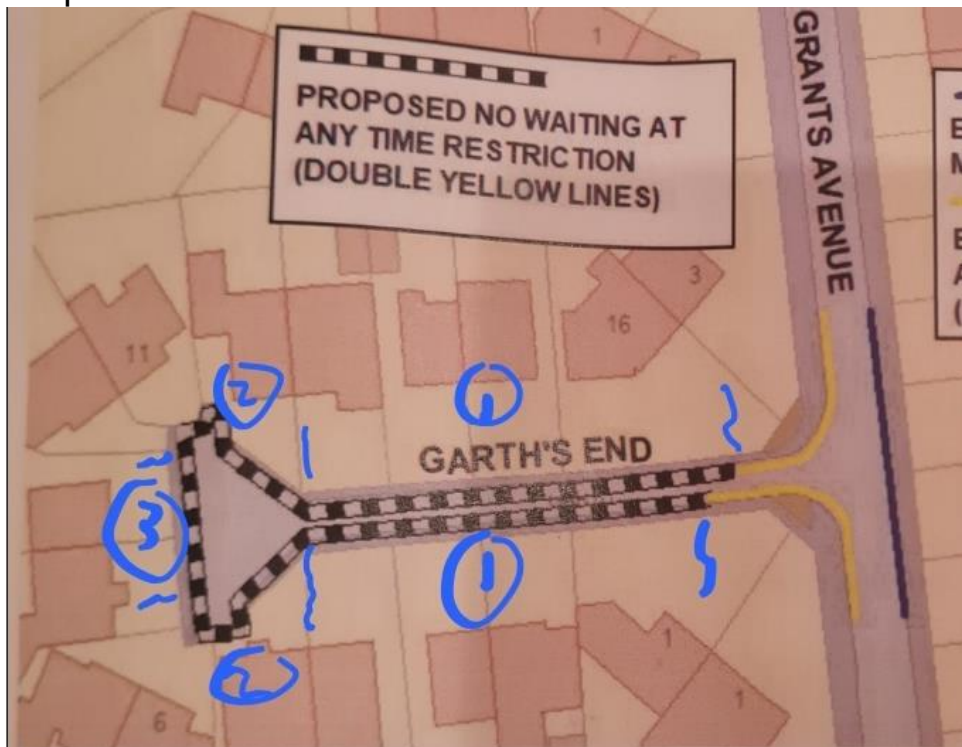 1
GRANTS AVENUE
PROPOSED NO WAITING AT
ANY TIME RESTRICTION
(DOUBLE YELLOW LINES)
E
M
E
A
(
3
16
11
2
1
GARTH'S END
3
1
2
1
1
6